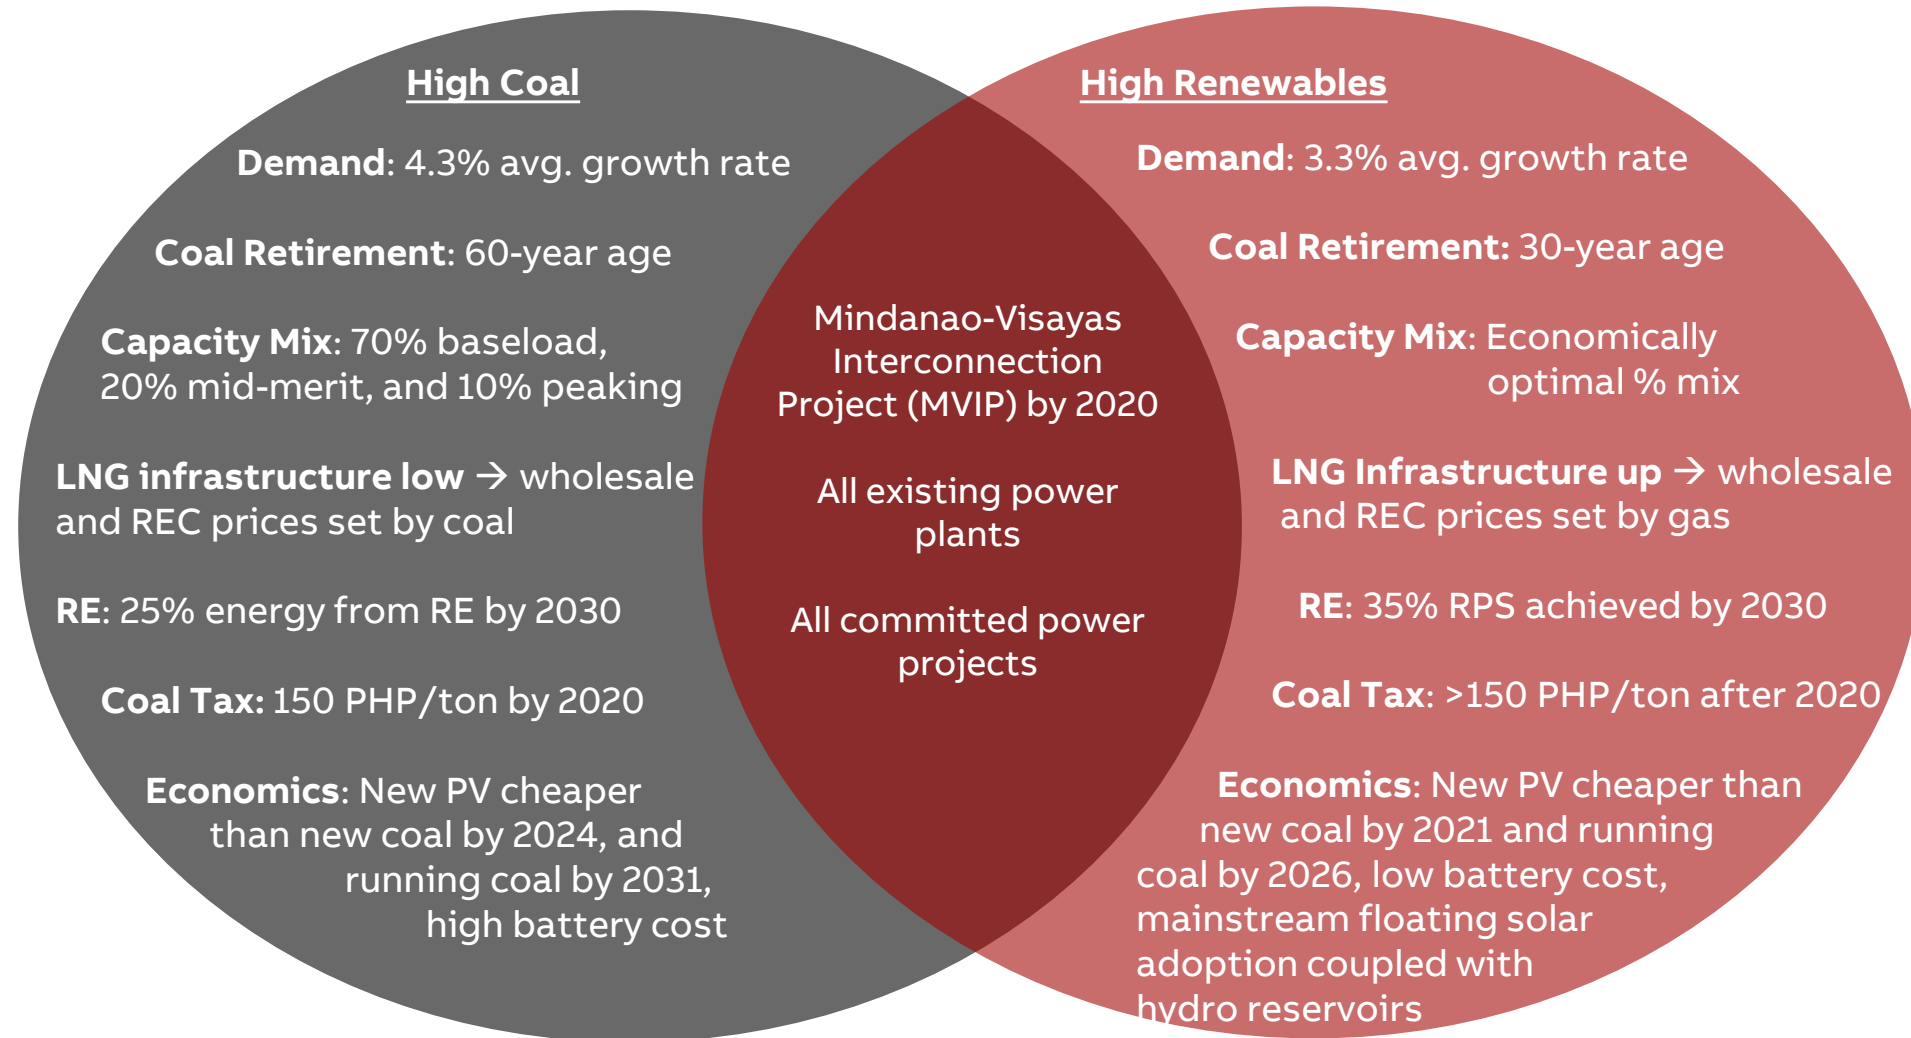 High Coal
Demand: 4.3% avg. growth rate
Coal Retirement: 60-year age
Capacity Mix: 70% baseload,
20% mid-merit, and 10% peaking
LNG infrastructure low → wholesale
and REC prices set by coal
RE: 25% energy from RE by 2030
Coal Tax: 150 PHP/ton by 2020
Economics: New PV cheaper
than new coal by 2024, and
running coal by 2031,
high battery cost
Mindanao-Visayas
Interconnection
Project (MVIP) by 2020
All existing power
plants
All committed power
projects
High Renewables
Demand: 3.3% avg. growth rate
Coal Retirement: 30-year age
Capacity Mix: Economically
optimal % mix
LNG Infrastructure up → wholesale
and REC prices set by gas
RE: 35% RPS achieved by 2030
Coal Tax: >150 PHP/ton after 2020
Economics: New PV cheaper than
new coal by 2021 and running
coal by 2026, low battery cost,
mainstream floating solar
adoption coupled with
hydro reservoirs